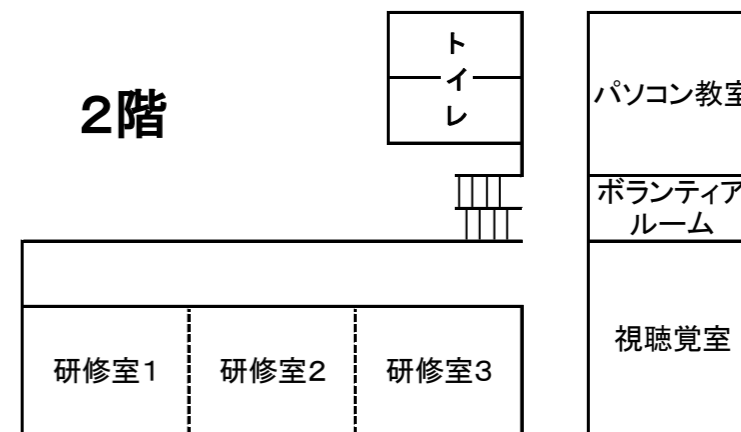 ２階
トイレ
パソコン教室
ボランティア
ルーム
視聴覚室
研修室１
研修室２
研修室３